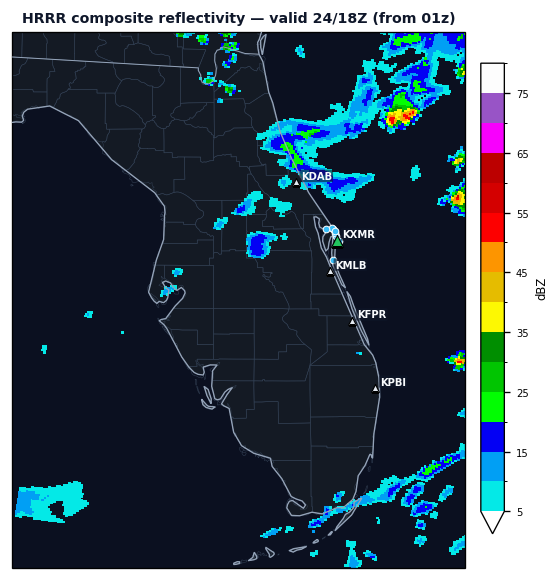 HRRR composite reflectivity — valid 24/18Z (from 01z)
75
65
55
45
35
25
15
5
dBZ
KDAB
KXMR
KMLB
KFPR
KPBI